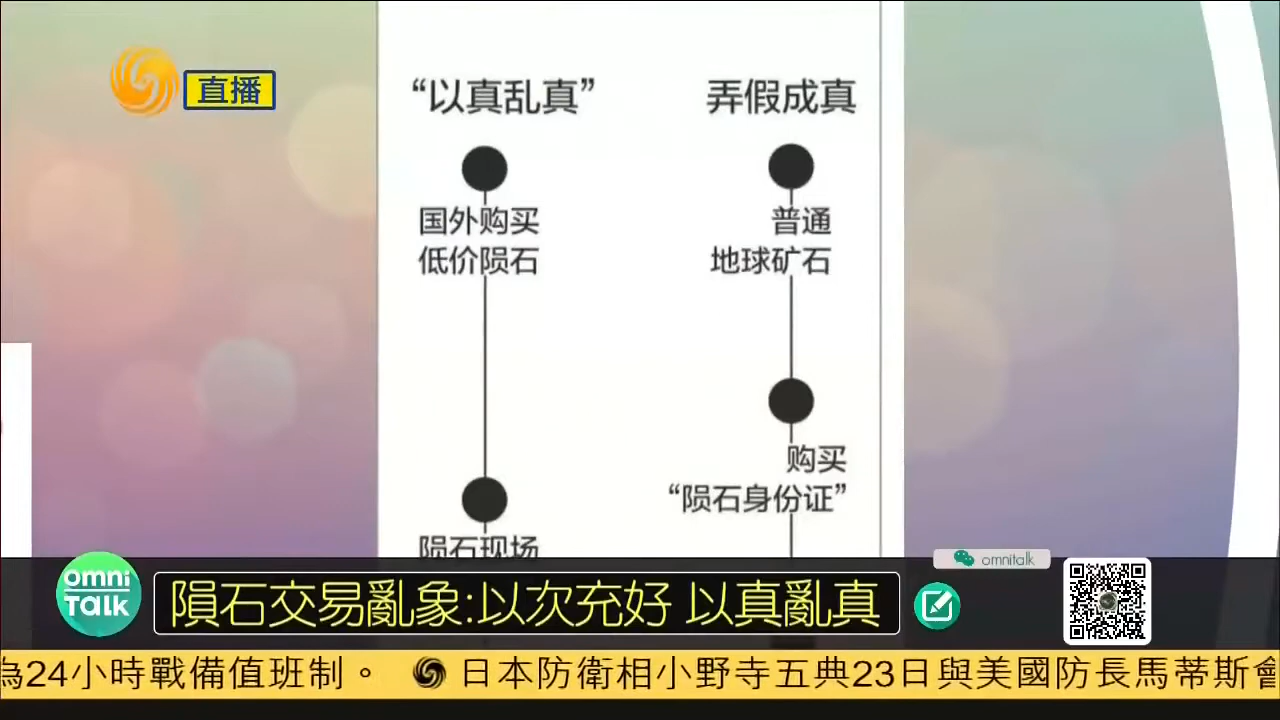 直播
“以真乱真”
国外购买
低价陨石
陨石现场
弄假成真
普通
地球矿石
购买
“陨石身份证”
omnitalk
omni
Talk
隕石交易亂象:以次充好 以真亂真
為24小時戰備值班制。 日本防衛相小野寺五典23日與美國防長馬蒂斯會